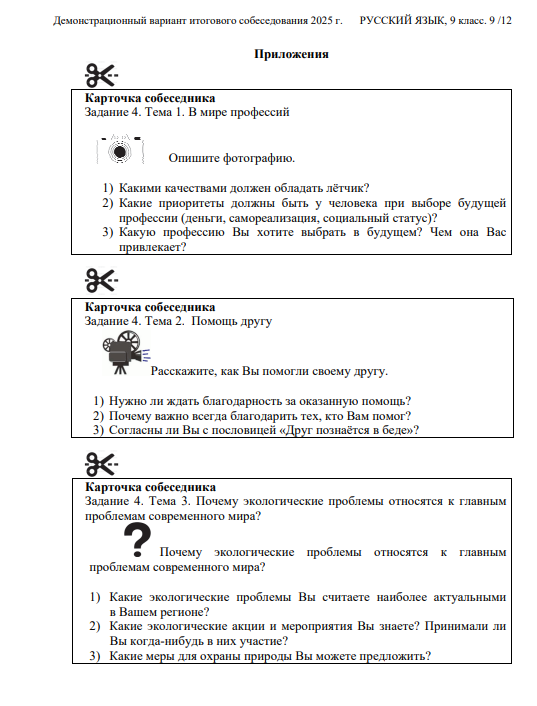 Демонстрационный вариант итогового собеседования 2025 г. РУССКИЙ ЯЗЫК, 9 класс. 9 /12
Приложения
Карточка собеседника
Задание 4. Тема 1. В мире профессий
Опишите фотографию.
1) Какими качествами должен обладать лётчик?
2) Какие приоритеты должны быть у человека при выборе будущей
профессии (деньги, самореализация, социальный статус)?
3) Какую профессию Вы хотите выбрать в будущем? Чем она Вас
привлекает?
Карточка собеседника
Задание 4. Тема 2. Помощь другу
Расскажите, как Вы помогли своему другу.
1) Нужно ли ждать благодарность за оказанную помощь?
2) Почему важно всегда благодарить тех, кто Вам помог?
3) Согласны ли Вы с пословицей «Друг познаётся в беде»?
Карточка собеседника
Задание 4. Тема 3. Почему экологические проблемы относятся к главным
проблемам современного мира?
Почему экологические проблемы относятся к главным
проблемам современного мира?
1) Какие экологические проблемы Вы считаете наиболее актуальными
в Вашем регионе?
2) Какие экологические акции и мероприятия Вы знаете? Принимали ли
Вы когда-нибудь в них участие?
3) Какие меры для охраны природы Вы можете предложить?